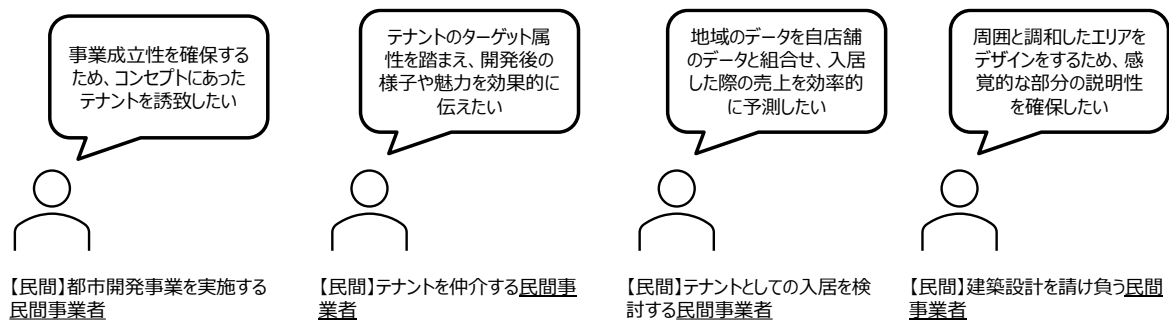 事業成立性を確保する
ため、コンセプトにあった
テナントを誘致したい
テナントのターゲット属
性を踏まえ、開発後の
様子や魅力を効果的に
伝えたい
地域のデータを自店舗
のデータと組合せ、入居
した際の売上を効率的
に予測したい
周囲と調和したエリアを
デザインをするため、感
覚的な部分の説明性
を確保したい
【民間】都市開発事業を実施する
民間事業者
【民間】テナントを仲介する民間事
業者
【民間】テナントとしての入居を検
討する民間事業者
【民間】建築設計を請け負う民間
事業者